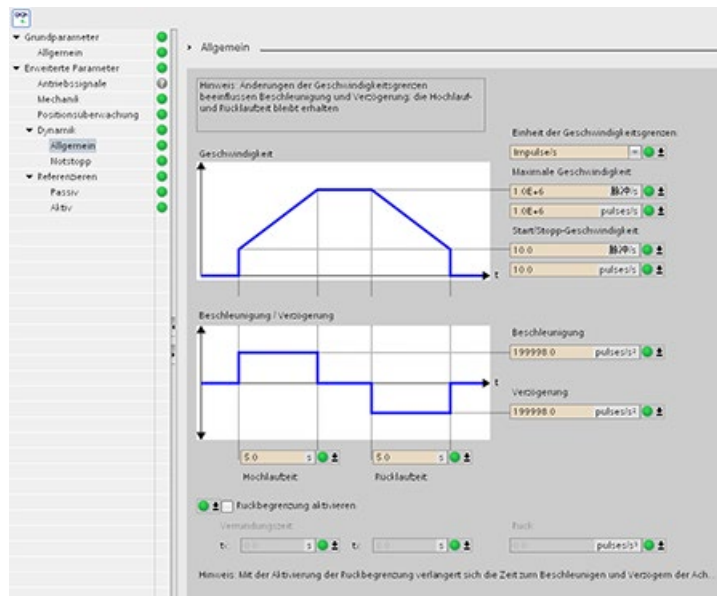 Grundparameter
Allgemein
Erweiterte Parameter
Antriebssignale
Mechanik
Positionsüberwachung
Dynamik
Allgemein
Notstopp
Referenzieren
Passiv
Aktiv
Allgemein
Hinweis: Änderungen der Geschwindigkeitsgrenzen
beeinflussen Beschleunigung und Verzögerung; die Hochlauf-
und Rücklaufzeit bleibt erhalten
Einheit der Geschwindigkeitsgrenzen:
Impulse/s
Geschwindigkeit
Maximale Geschwindigkeit:
1.0E+6 脉冲/s
1.0E+6 pulses/s
Start/Stopp-Geschwindigkeit:
10.0 脉冲/s
10.0 pulses/s
t
Beschleunigung / Verzögerung
Beschleunigung:
199998.0 pulses/s²
t
Verzögerung:
199998.0 pulses/s²
5.0 s 5.0 s
Hochlaufzeit: Rücklaufzeit:
Ruckbegrenzung aktivieren
Verrundungszeit: Ruck:
s s pulses/s³
Hinweis: Mit der Aktivierung der Ruckbegrenzung verlängert sich die Zeit zum Beschleunigen und Verzögern der Ach...